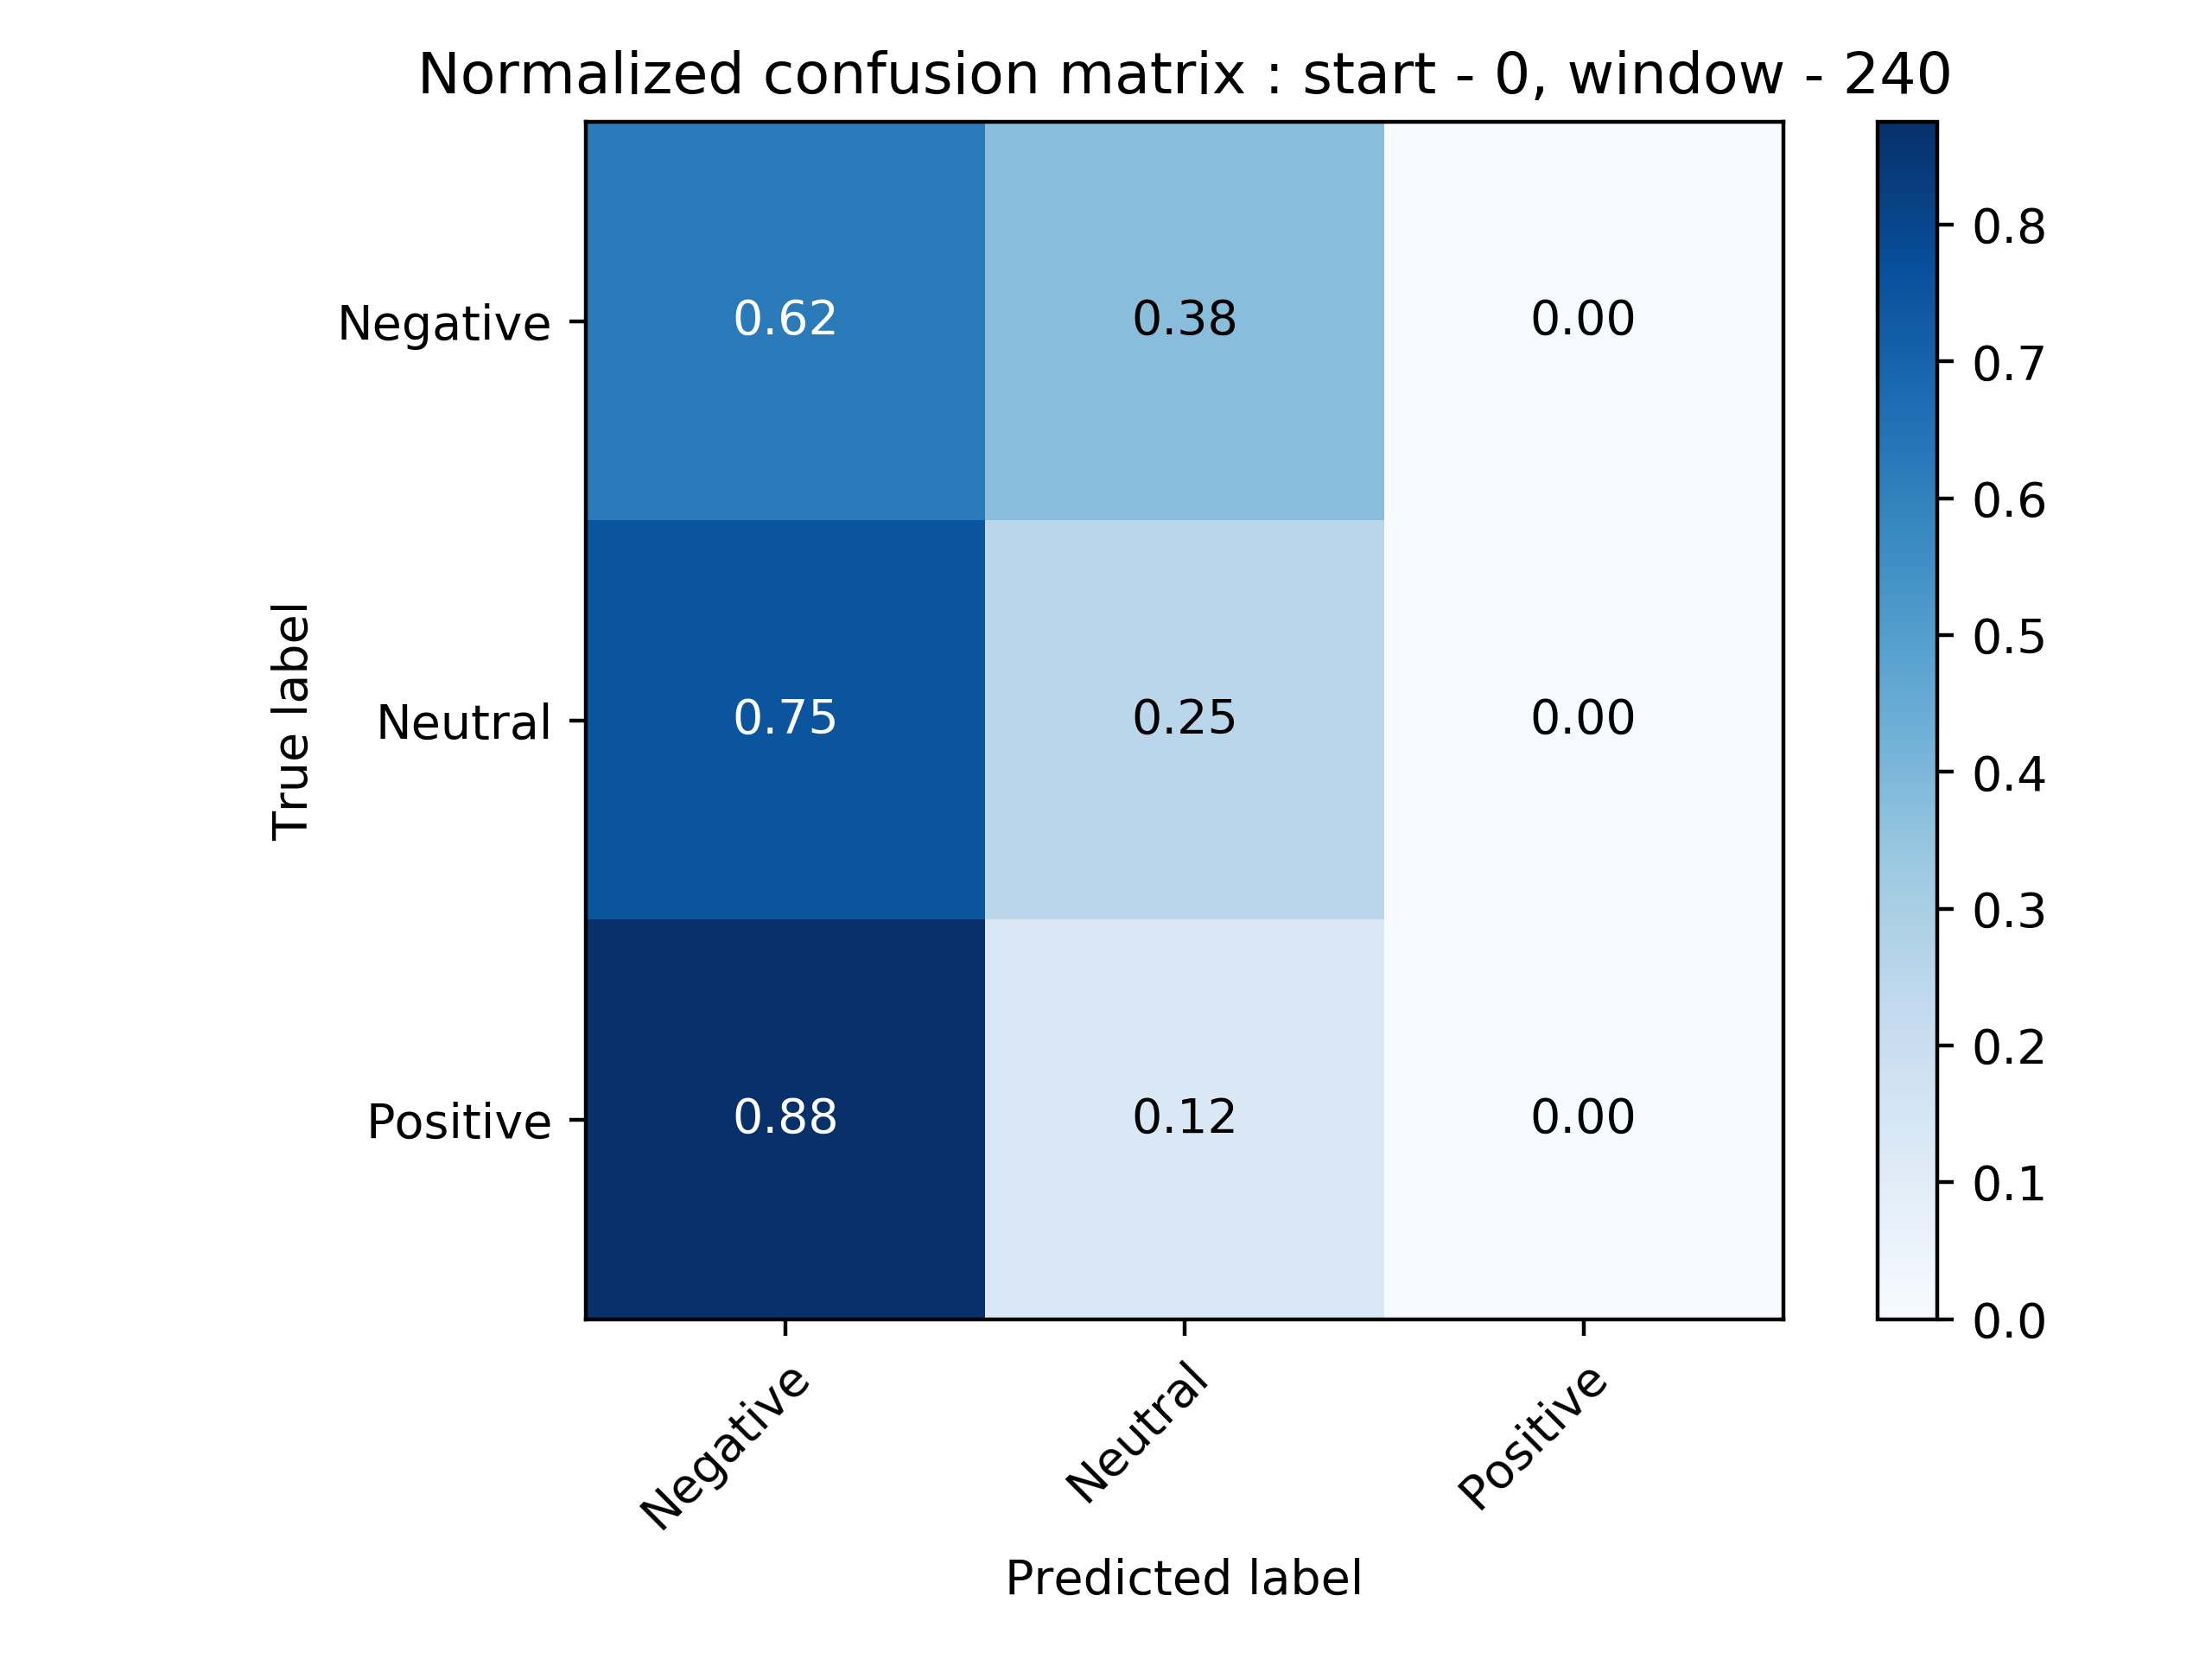 Normalized confusion matrix : start - 0, window - 240
True label
Negative
0.62 0.38 0.00
Neutral
0.75 0.25 0.00
Positive
0.88 0.12 0.00
Negative
Neutral
Positive
Predicted label
0.8
0.7
0.6
0.5
0.4
0.3
0.2
0.1
0.0